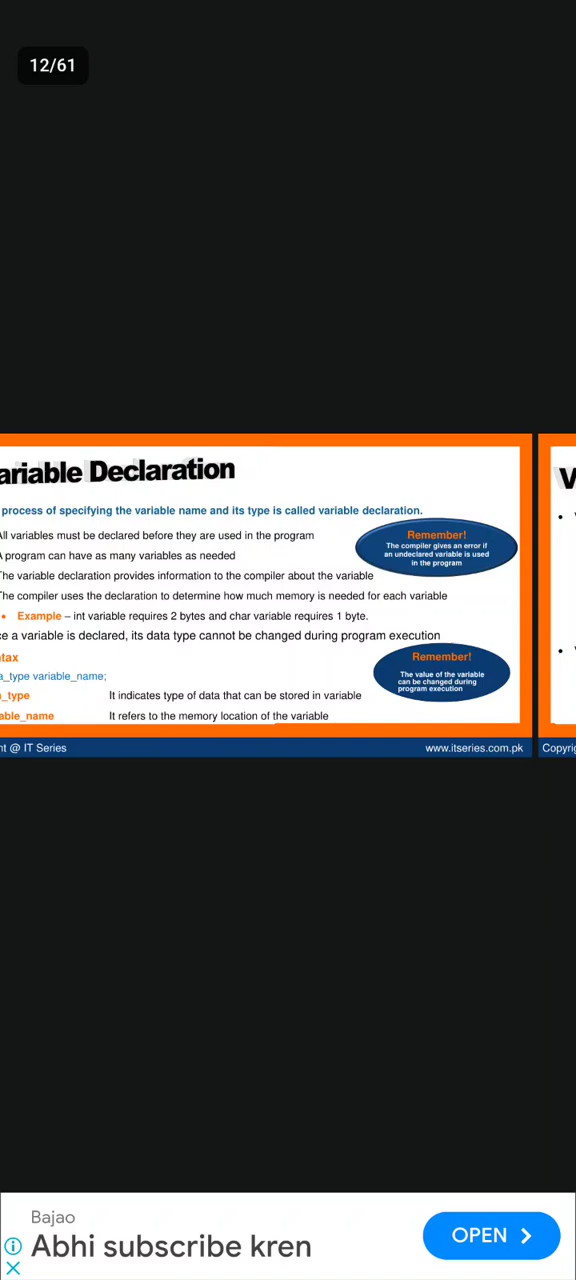 12/61
ariable Declaration
V
process of specifying the variable name and its type is called variable declaration.
All variables must be declared before they are used in the program
Remember!
The compiler gives an error if
an undeclared variable is used
in the program
A program can have as many variables as needed
The variable declaration provides information to the compiler about the variable
The compiler uses the declaration to determine how much memory is needed for each variable
• Example – int variable requires 2 bytes and char variable requires 1 byte.
ce a variable is declared, its data type cannot be changed during program execution
Remember!
The value of the variable
can be changed during
program execution
ntax
a_type variable_name;
a_type It indicates type of data that can be stored in variable
able_name It refers to the memory location of the variable
nt @ IT Series www.itseries.com.pk Copyrig
Bajao
Abhi subscribe kren
OPEN